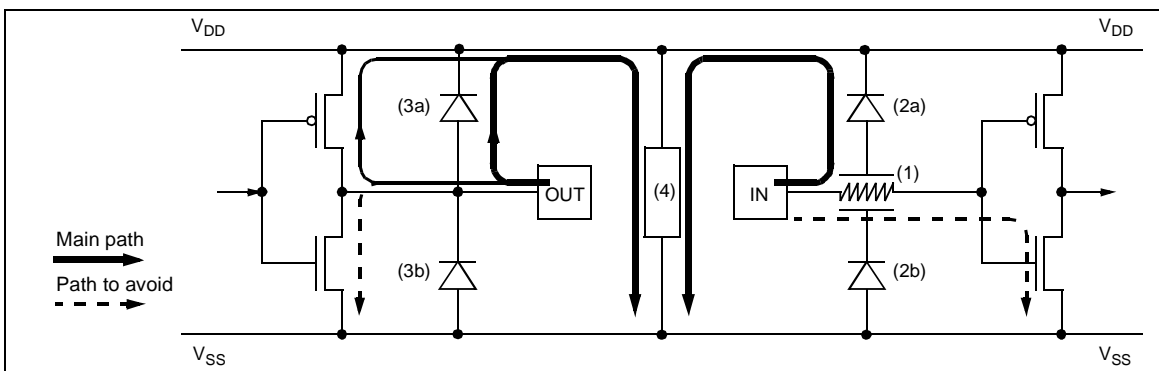 V_DD V_DD
(3a) (2a)
(1)
OUT (4) IN
Main path
(3b) (2b)
Path to avoid
V_SS V_SS